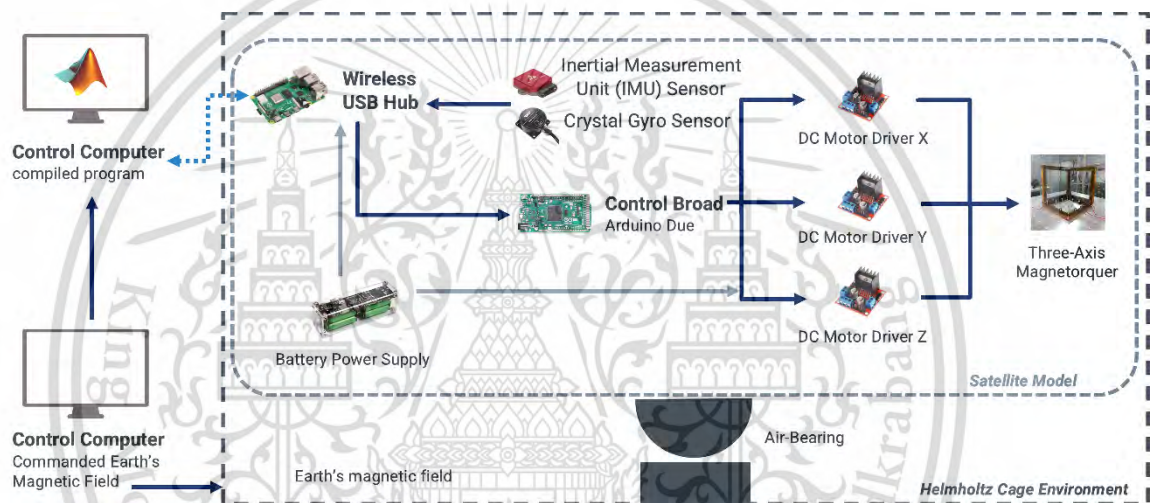 Control Computer
compiled program
Wireless
USB Hub
Inertial Measurement
Unit (IMU) Sensor
Crystal Gyro Sensor
DC Motor Driver X
Control Broad
Arduino Due
DC Motor Driver Y
Three-Axis
Magnetorquer
Battery Power Supply
DC Motor Driver Z
Satellite Model
Control Computer
Commanded Earth's
Magnetic Field
Earth's magnetic field
Air-Bearing
Helmholtz Cage Environment
King
krabang